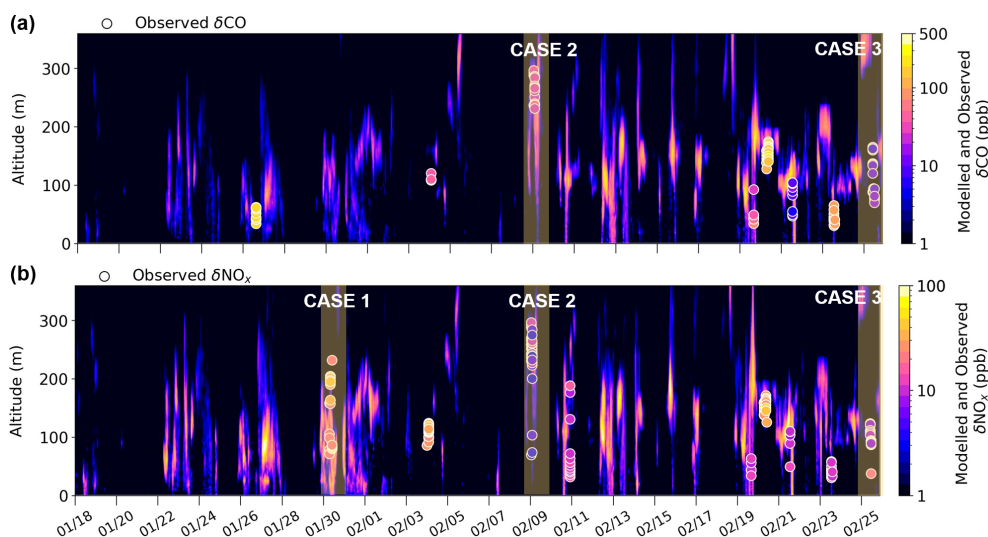 (a)
Observed δCO
CASE 2
CASE 3
300
200
100
0
Altitude (m)
500
100
10
1
Modelled and Observed
δCO (ppb)
(b)
Observed δNOx
CASE 1
CASE 2
CASE 3
300
200
100
0
Altitude (m)
100
10
1
Modelled and Observed
δNOx (ppb)
01/18
01/20
01/22
01/24
01/26
01/28
01/30
02/01
02/03
02/05
02/07
02/09
02/11
02/13
02/15
02/17
02/19
02/21
02/23
02/25